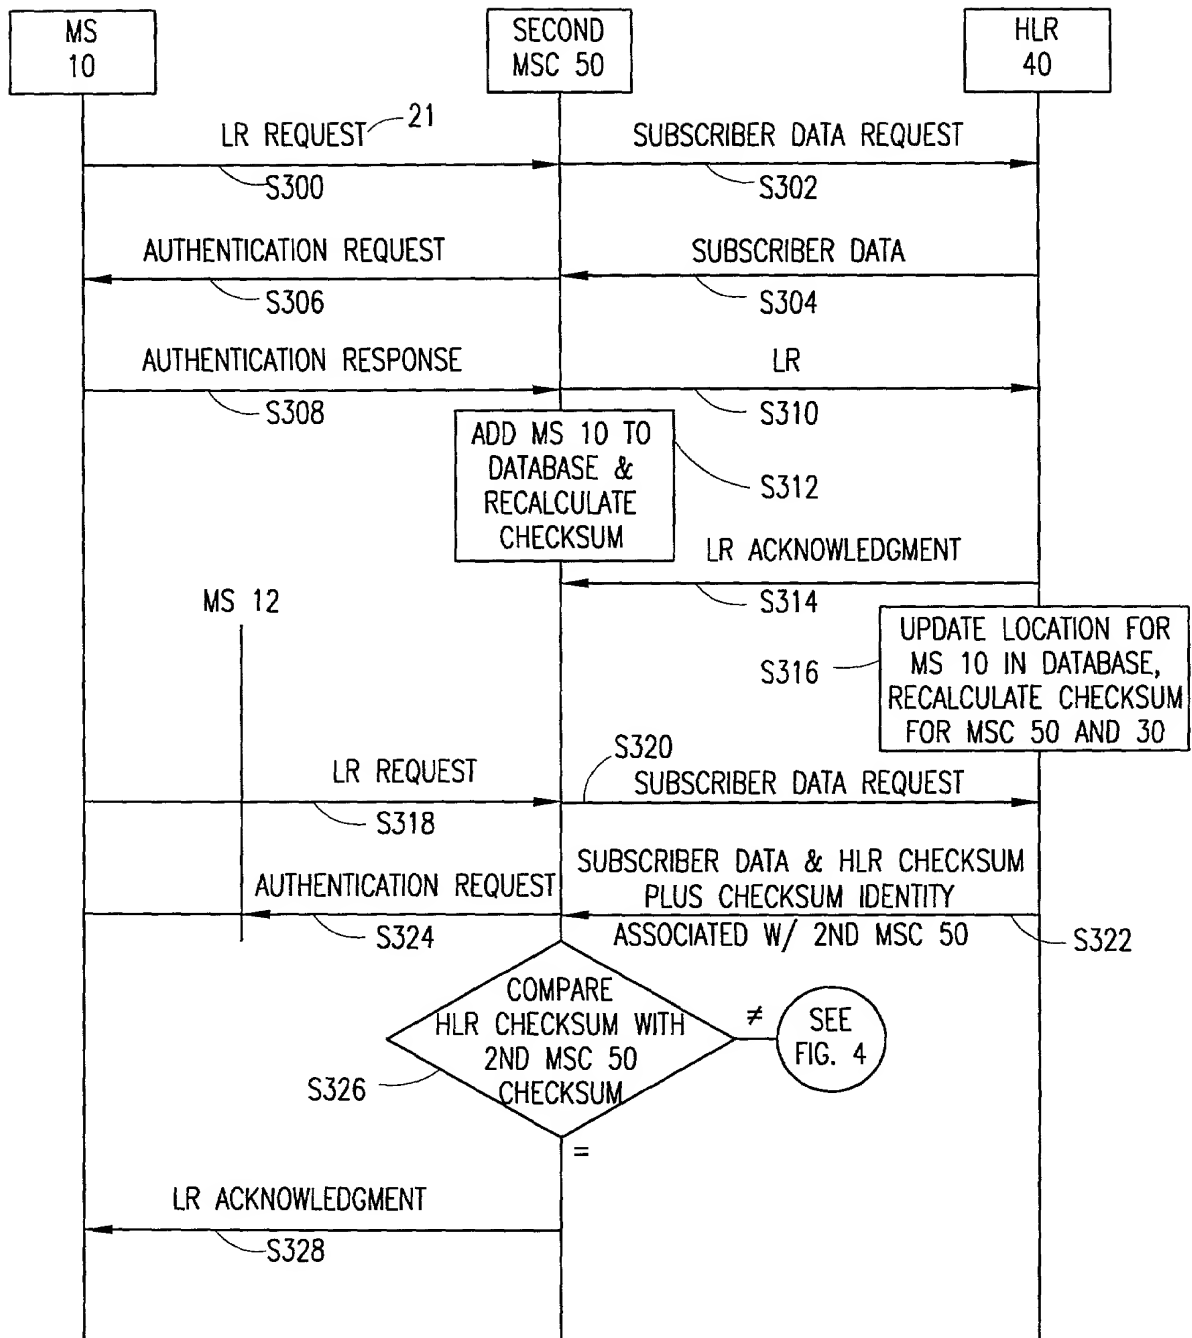 MS
10
SECOND
MSC 50
HLR
40
LR REQUEST
21
SUBSCRIBER DATA REQUEST
S300
S302
AUTHENTICATION REQUEST
SUBSCRIBER DATA
S306
S304
AUTHENTICATION RESPONSE
LR
S308
S310
ADD MS 10 TO
DATABASE &
RECALCULATE
CHECKSUM
S312
LR ACKNOWLEDGMENT
S314
MS 12
UPDATE LOCATION FOR
MS 10 IN DATABASE,
RECALCULATE CHECKSUM
FOR MSC 50 AND 30
S316
S320
LR REQUEST
SUBSCRIBER DATA REQUEST
S318
SUBSCRIBER DATA & HLR CHECKSUM
PLUS CHECKSUM IDENTITY
ASSOCIATED W/ 2ND MSC 50
AUTHENTICATION REQUEST
S324
S322
COMPARE
HLR CHECKSUM WITH
2ND MSC 50
CHECKSUM
≠
SEE
FIG. 4
S326
=
LR ACKNOWLEDGMENT
S328